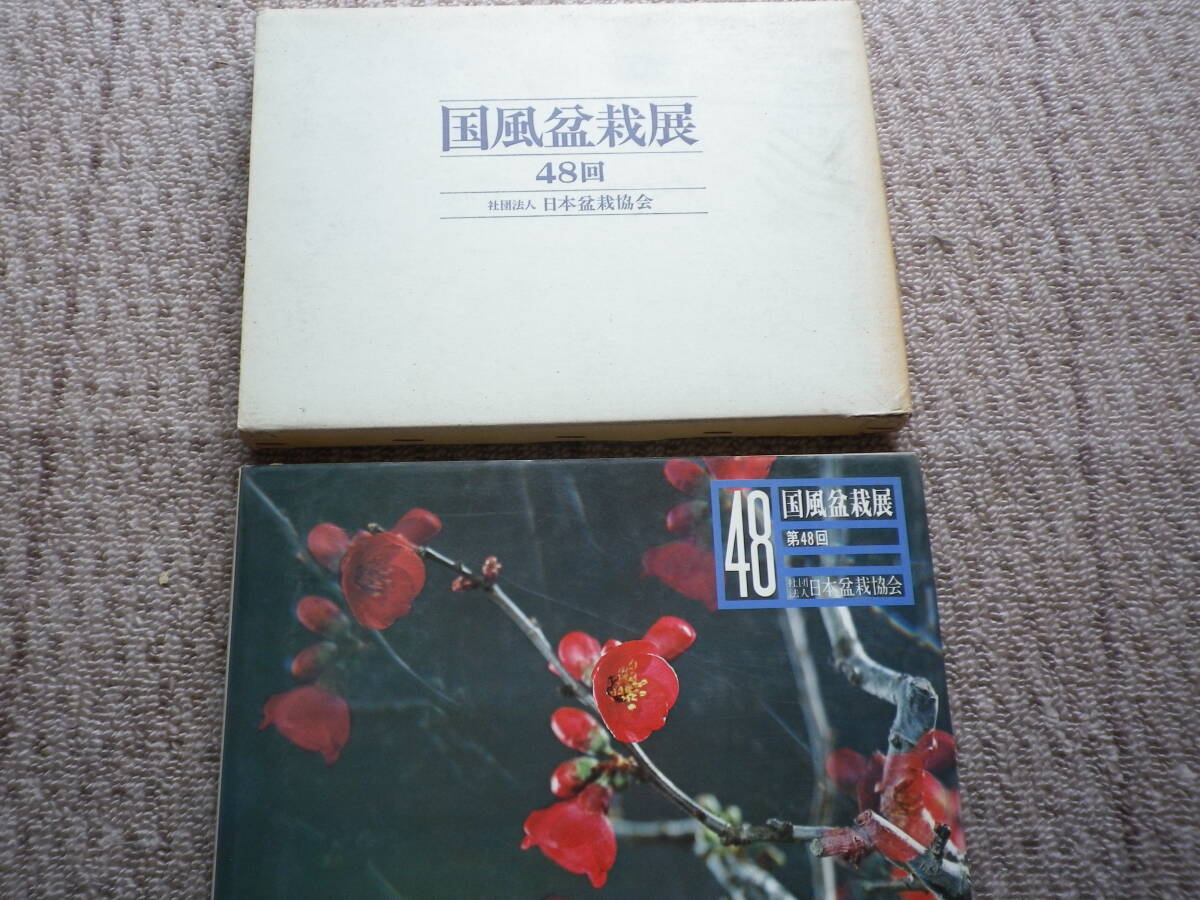 国風盆栽展
48回
社団法人 日本盆栽協会
48
国風盆栽展
第48回
社団法人日本盆栽協会